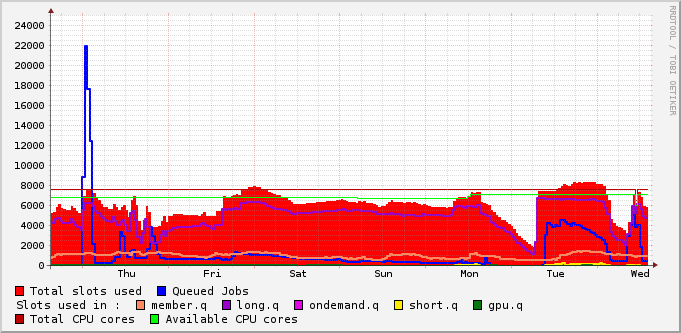 24000
22000
20000
18000
16000
14000
12000
10000
8000
6000
4000
2000
0
Thu Fri Sat Sun Mon Tue Wed
RRDTOOL / TOBI OETIKER
Total slots used Queued Jobs
Slots used in : member.q long.q ondemand.q short.q gpu.q
Total CPU cores Available CPU cores